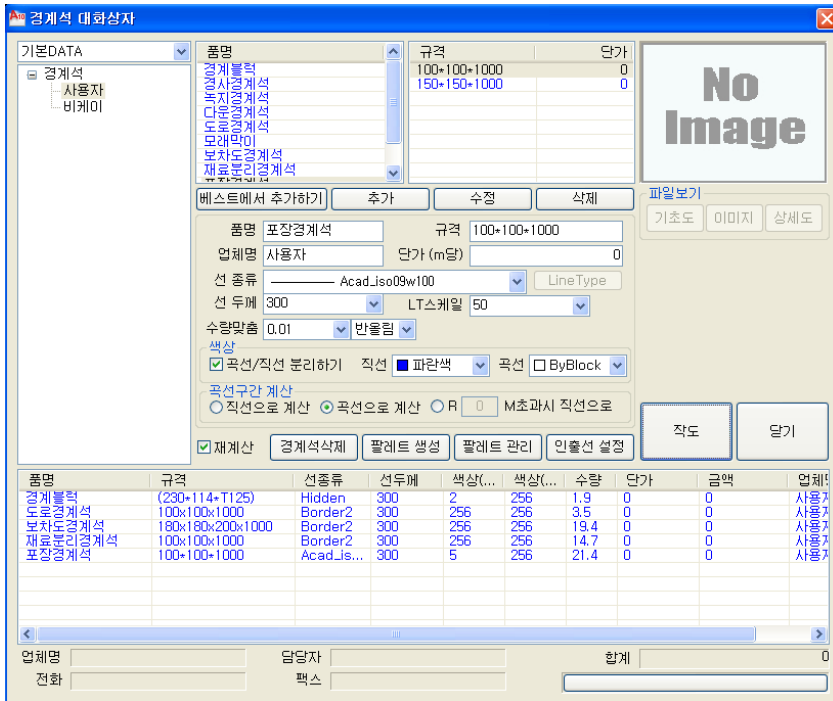 A10 경계석 대화상자
기본DATA
경계석
사용자
비케이
품명
경계블럭
경사경계석
녹지경계석
다운경계석
도로경계석
모래막이
보차도경계석
재료분리경계석
포장경계석
규격 단가
100*100*1000 0
150*150*1000 0
No
Image
베스트에서 추가하기 추가 수정 삭제
파일보기
기초도 이미지 상세도
품명 포장경계석 규격 100*100*1000
업체명 사용자 단가 (m당) 0
선 종류 Acad_iso09w100 LineType
선 두께 300 LT스케일 50
수량맞춤 0.01 반올림
색상
곡선/직선 분리하기 직선 파란색 곡선 ByBlock
곡선구간 계산
직선으로 계산 곡선으로 계산 R 0 M초과시 직선으로
재계산 경계석삭제 팔레트 생성 팔레트 관리 인출선 설정
작도 닫기
품명 규격 선종류 선두께 색상(... 색상(... 수량 단가 금액 업체명
경계블럭 (230*114*T125) Hidden 300 2 256 1.9 0 0 사용자
도로경계석 100x100x1000 Border2 300 256 256 3.5 0 0 사용자
보차도경계석 180x180x200x1000 Border2 300 256 256 19.4 0 0 사용자
재료분리경계석 100x100x1000 Border2 300 256 256 14.7 0 0 사용자
포장경계석 100*100*1000 Acad_is... 300 5 256 21.4 0 0 사용자
업체명 담당자 합계 0
전화 팩스